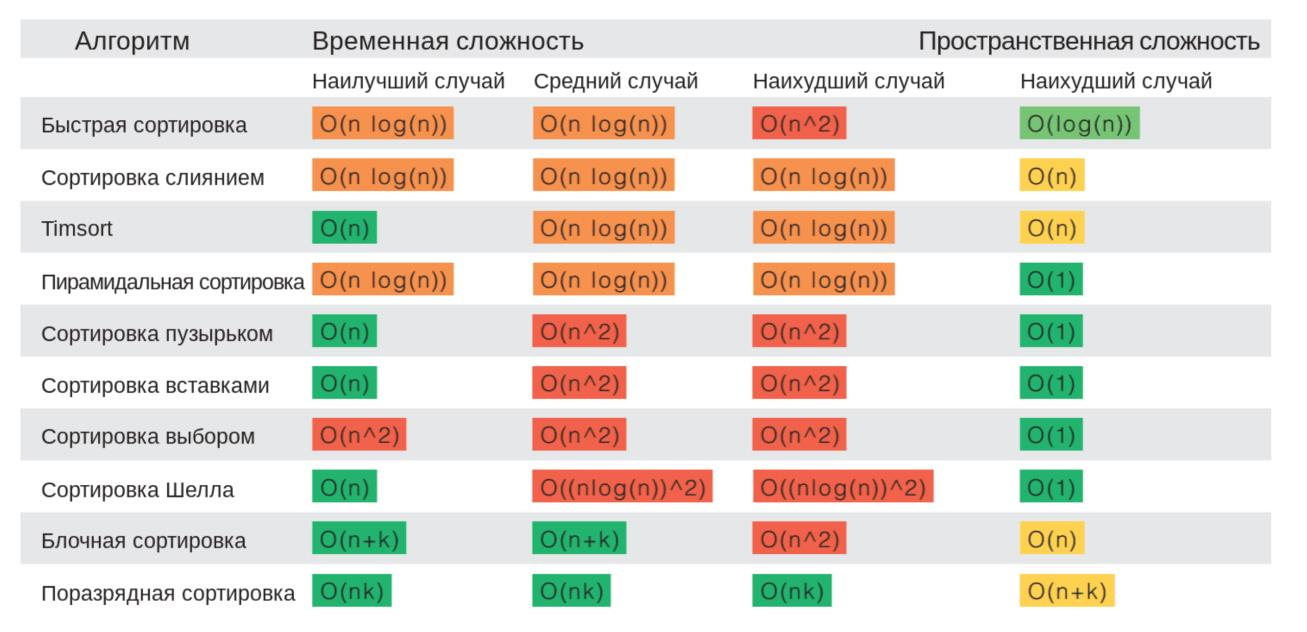 Алгоритм Временная сложность Пространственная сложность
Наилучший случай Средний случай Наихудший случай Наихудший случай
Быстрая сортировка O(n log(n)) O(n log(n)) O(n^2) O(log(n))
Сортировка слиянием O(n log(n)) O(n log(n)) O(n log(n)) O(n)
Timsort O(n) O(n log(n)) O(n log(n)) O(n)
Пирамидальная сортировка O(n log(n)) O(n log(n)) O(n log(n)) O(1)
Сортировка пузырьком O(n) O(n^2) O(n^2) O(1)
Сортировка вставками O(n) O(n^2) O(n^2) O(1)
Сортировка выбором O(n^2) O(n^2) O(n^2) O(1)
Сортировка Шелла O(n) O((nlog(n))^2) O((nlog(n))^2) O(1)
Блочная сортировка O(n+k) O(n+k) O(n^2) O(n)
Поразрядная сортировка O(nk) O(nk) O(nk) O(n+k)